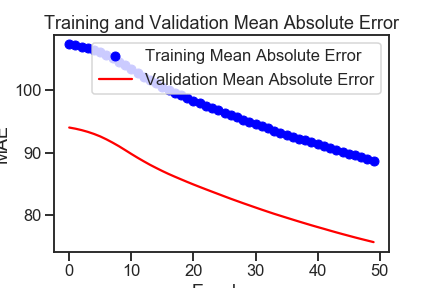 Training and Validation Mean Absolute Error
Training Mean Absolute Error
Validation Mean Absolute Error
100
90
80
MAE
0 10 20 30 40 50